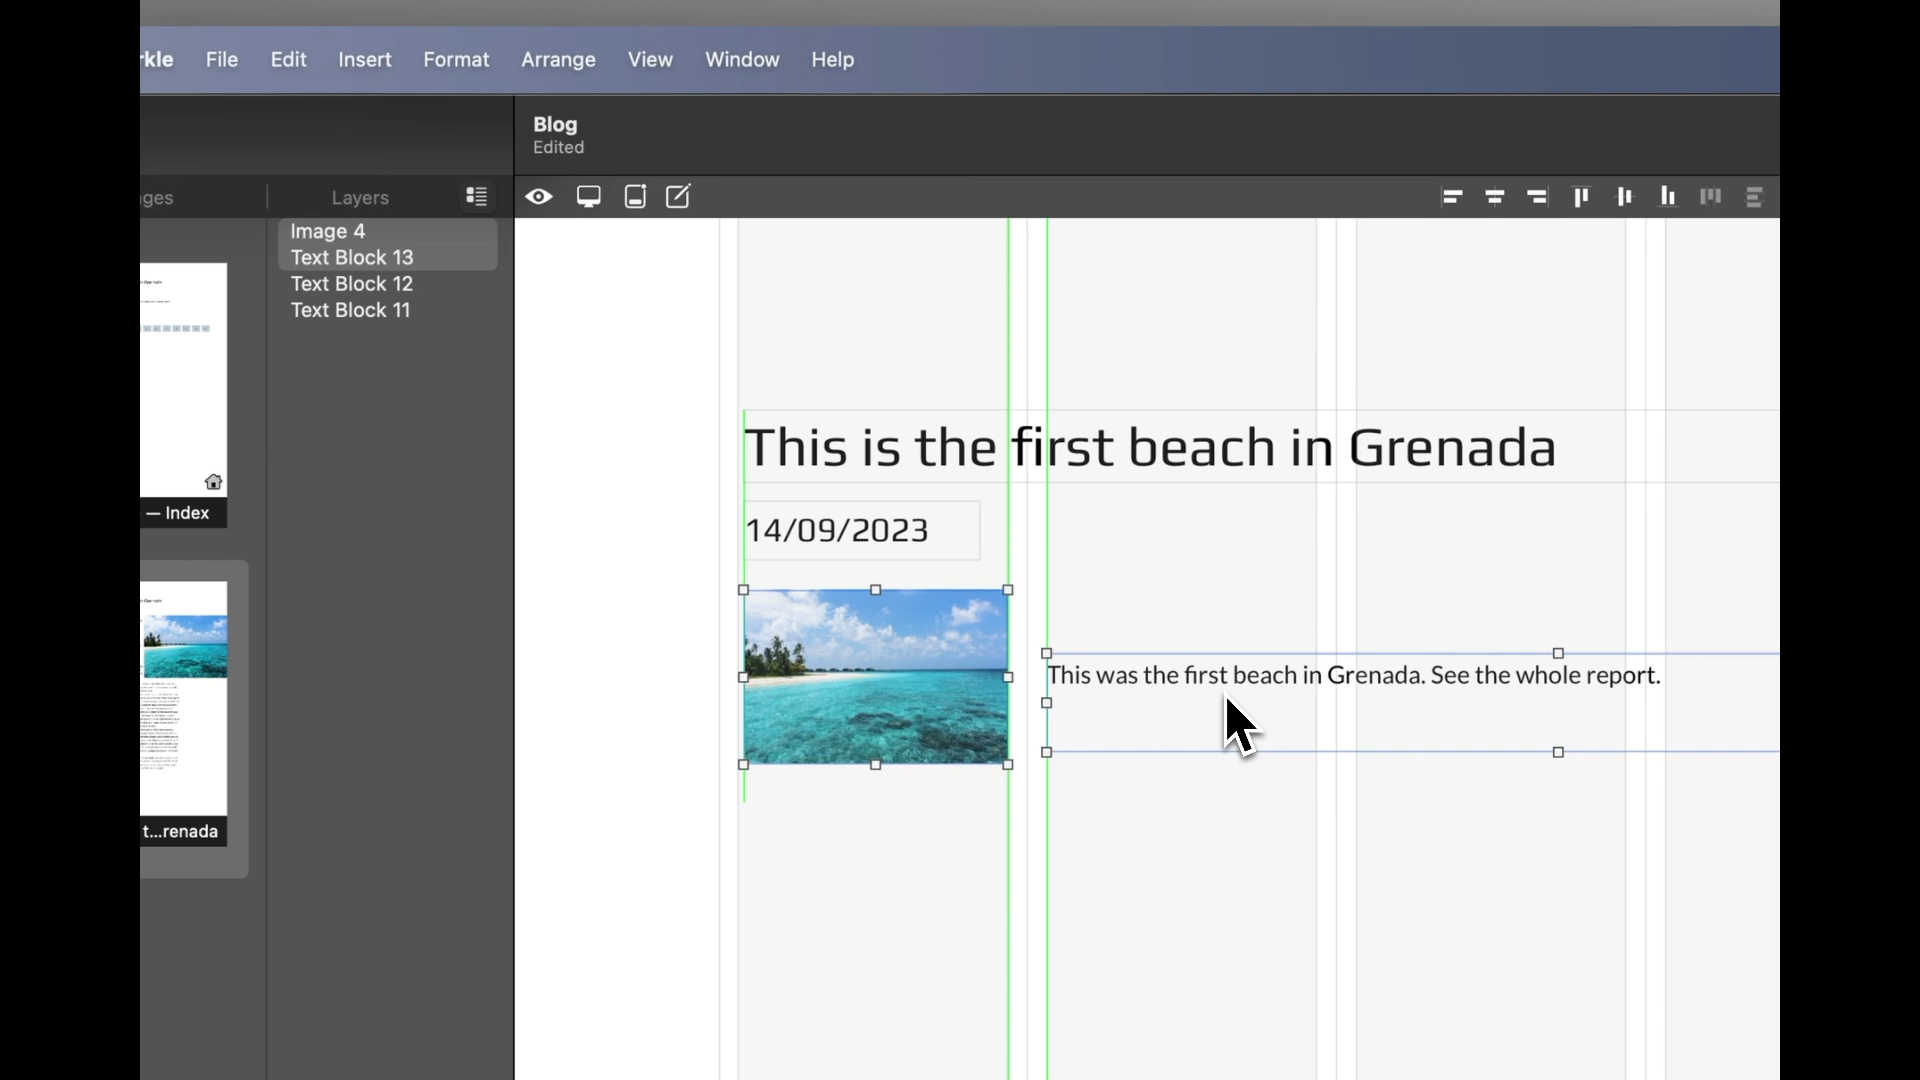 rkle File Edit Insert Format Arrange View Window Help
Blog
Edited
ges Layers
Image 4
Text Block 13
Text Block 12
Text Block 11
This is the first beach in Grenada
14/09/2023
This was the first beach in Grenada. See the whole report.
— Index
t...renada